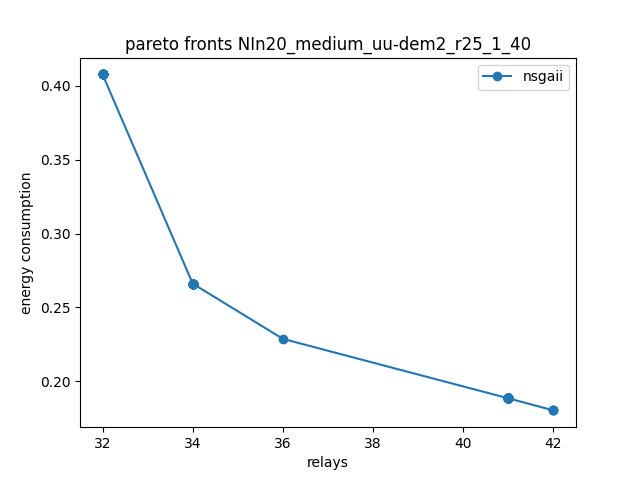 pareto fronts NIn20_medium_uu-dem2_r25_1_40
nsgaii
0.40
0.35
0.30
0.25
0.20
energy consumption
32
34
36
38
40
42
relays